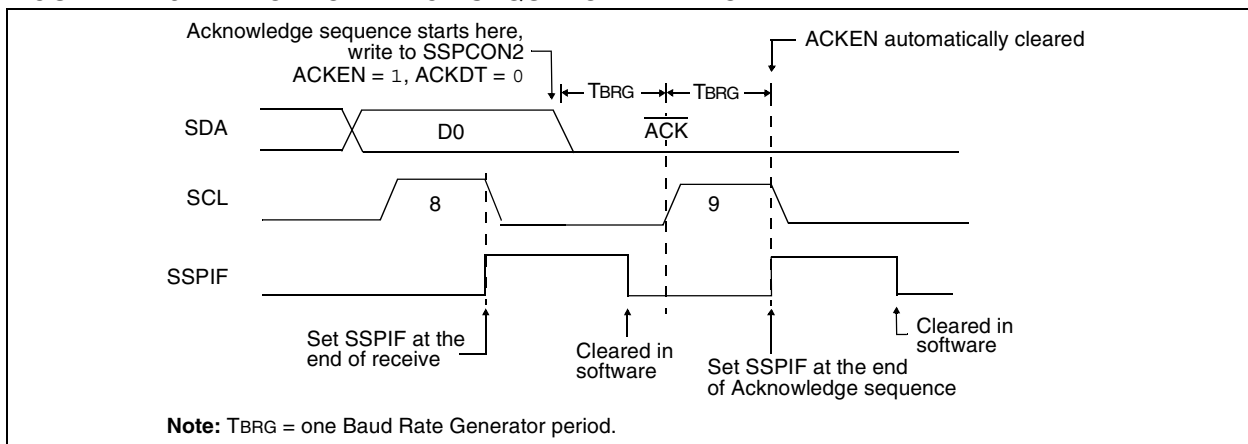 Acknowledge sequence starts here,
write to SSPCON2
ACKEN = 1, ACKDT = 0
ACKEN automatically cleared
TBRG
TBRG
SDA
D0
ACK
SCL
8
9
SSPIF
Set SSPIF at the
end of receive
Cleared in
software
Set SSPIF at the end
of Acknowledge sequence
Cleared in
software
Note: TBRG = one Baud Rate Generator period.